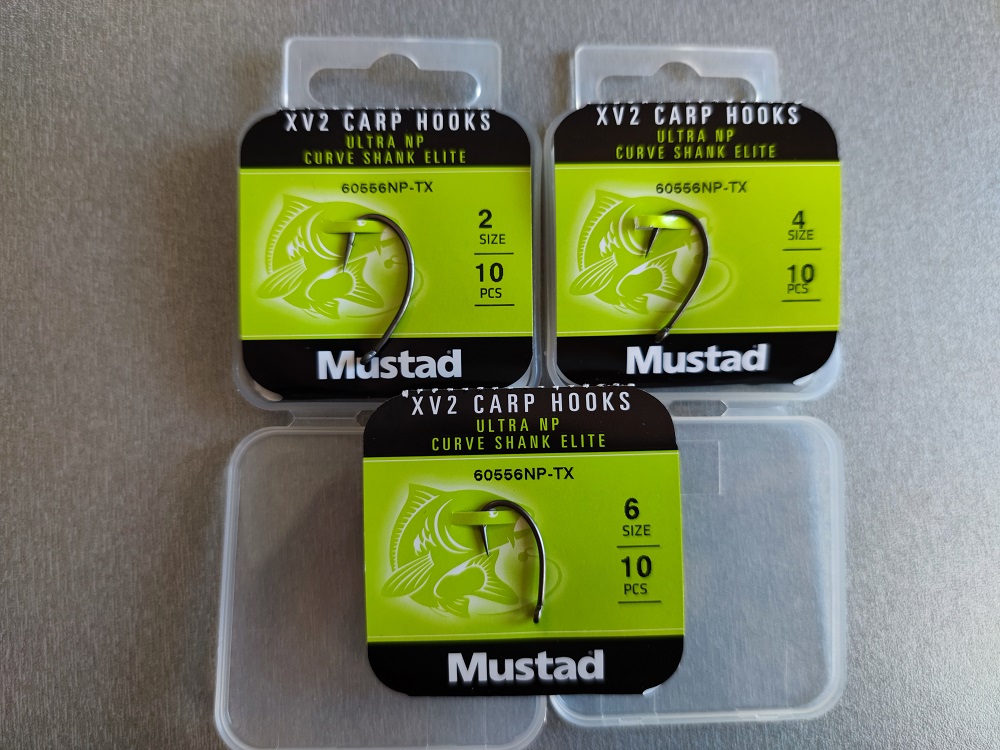 XV2 CARP HOOKS
ULTRA NP
CURVE SHANK ELITE
60556NP-TX
2
SIZE
10
PCS
Mustad
XV2 CARP HOOKS
ULTRA NP
CURVE SHANK ELITE
60556NP-TX
4
SIZE
10
PCS
Mustad
XV2 CARP HOOKS
ULTRA NP
CURVE SHANK ELITE
60556NP-TX
6
SIZE
10
PCS
Mustad